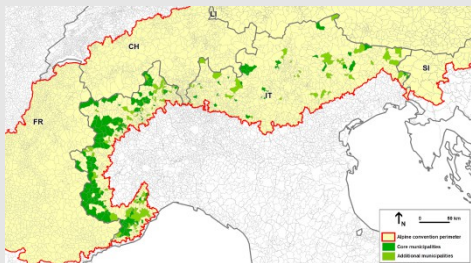 LI
CH
SI
IT
FR
N
0 50 km
Alpine convention perimeter
Core municipalities
Additional municipalities